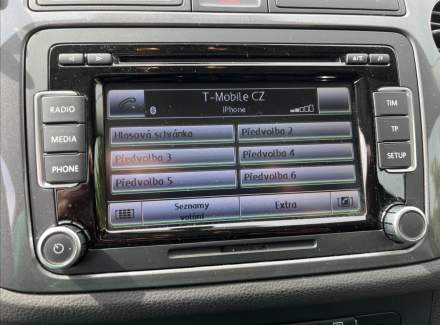 A/T
RADIO
MEDIA
PHONE
T-Mobile CZ
iPhone
Hlasová schránka
Předvolba 2
Předvolba 3
Předvolba 4
Předvolba 5
Předvolba 6
Seznamy
volání
Extra
TIM
TP
SETUP